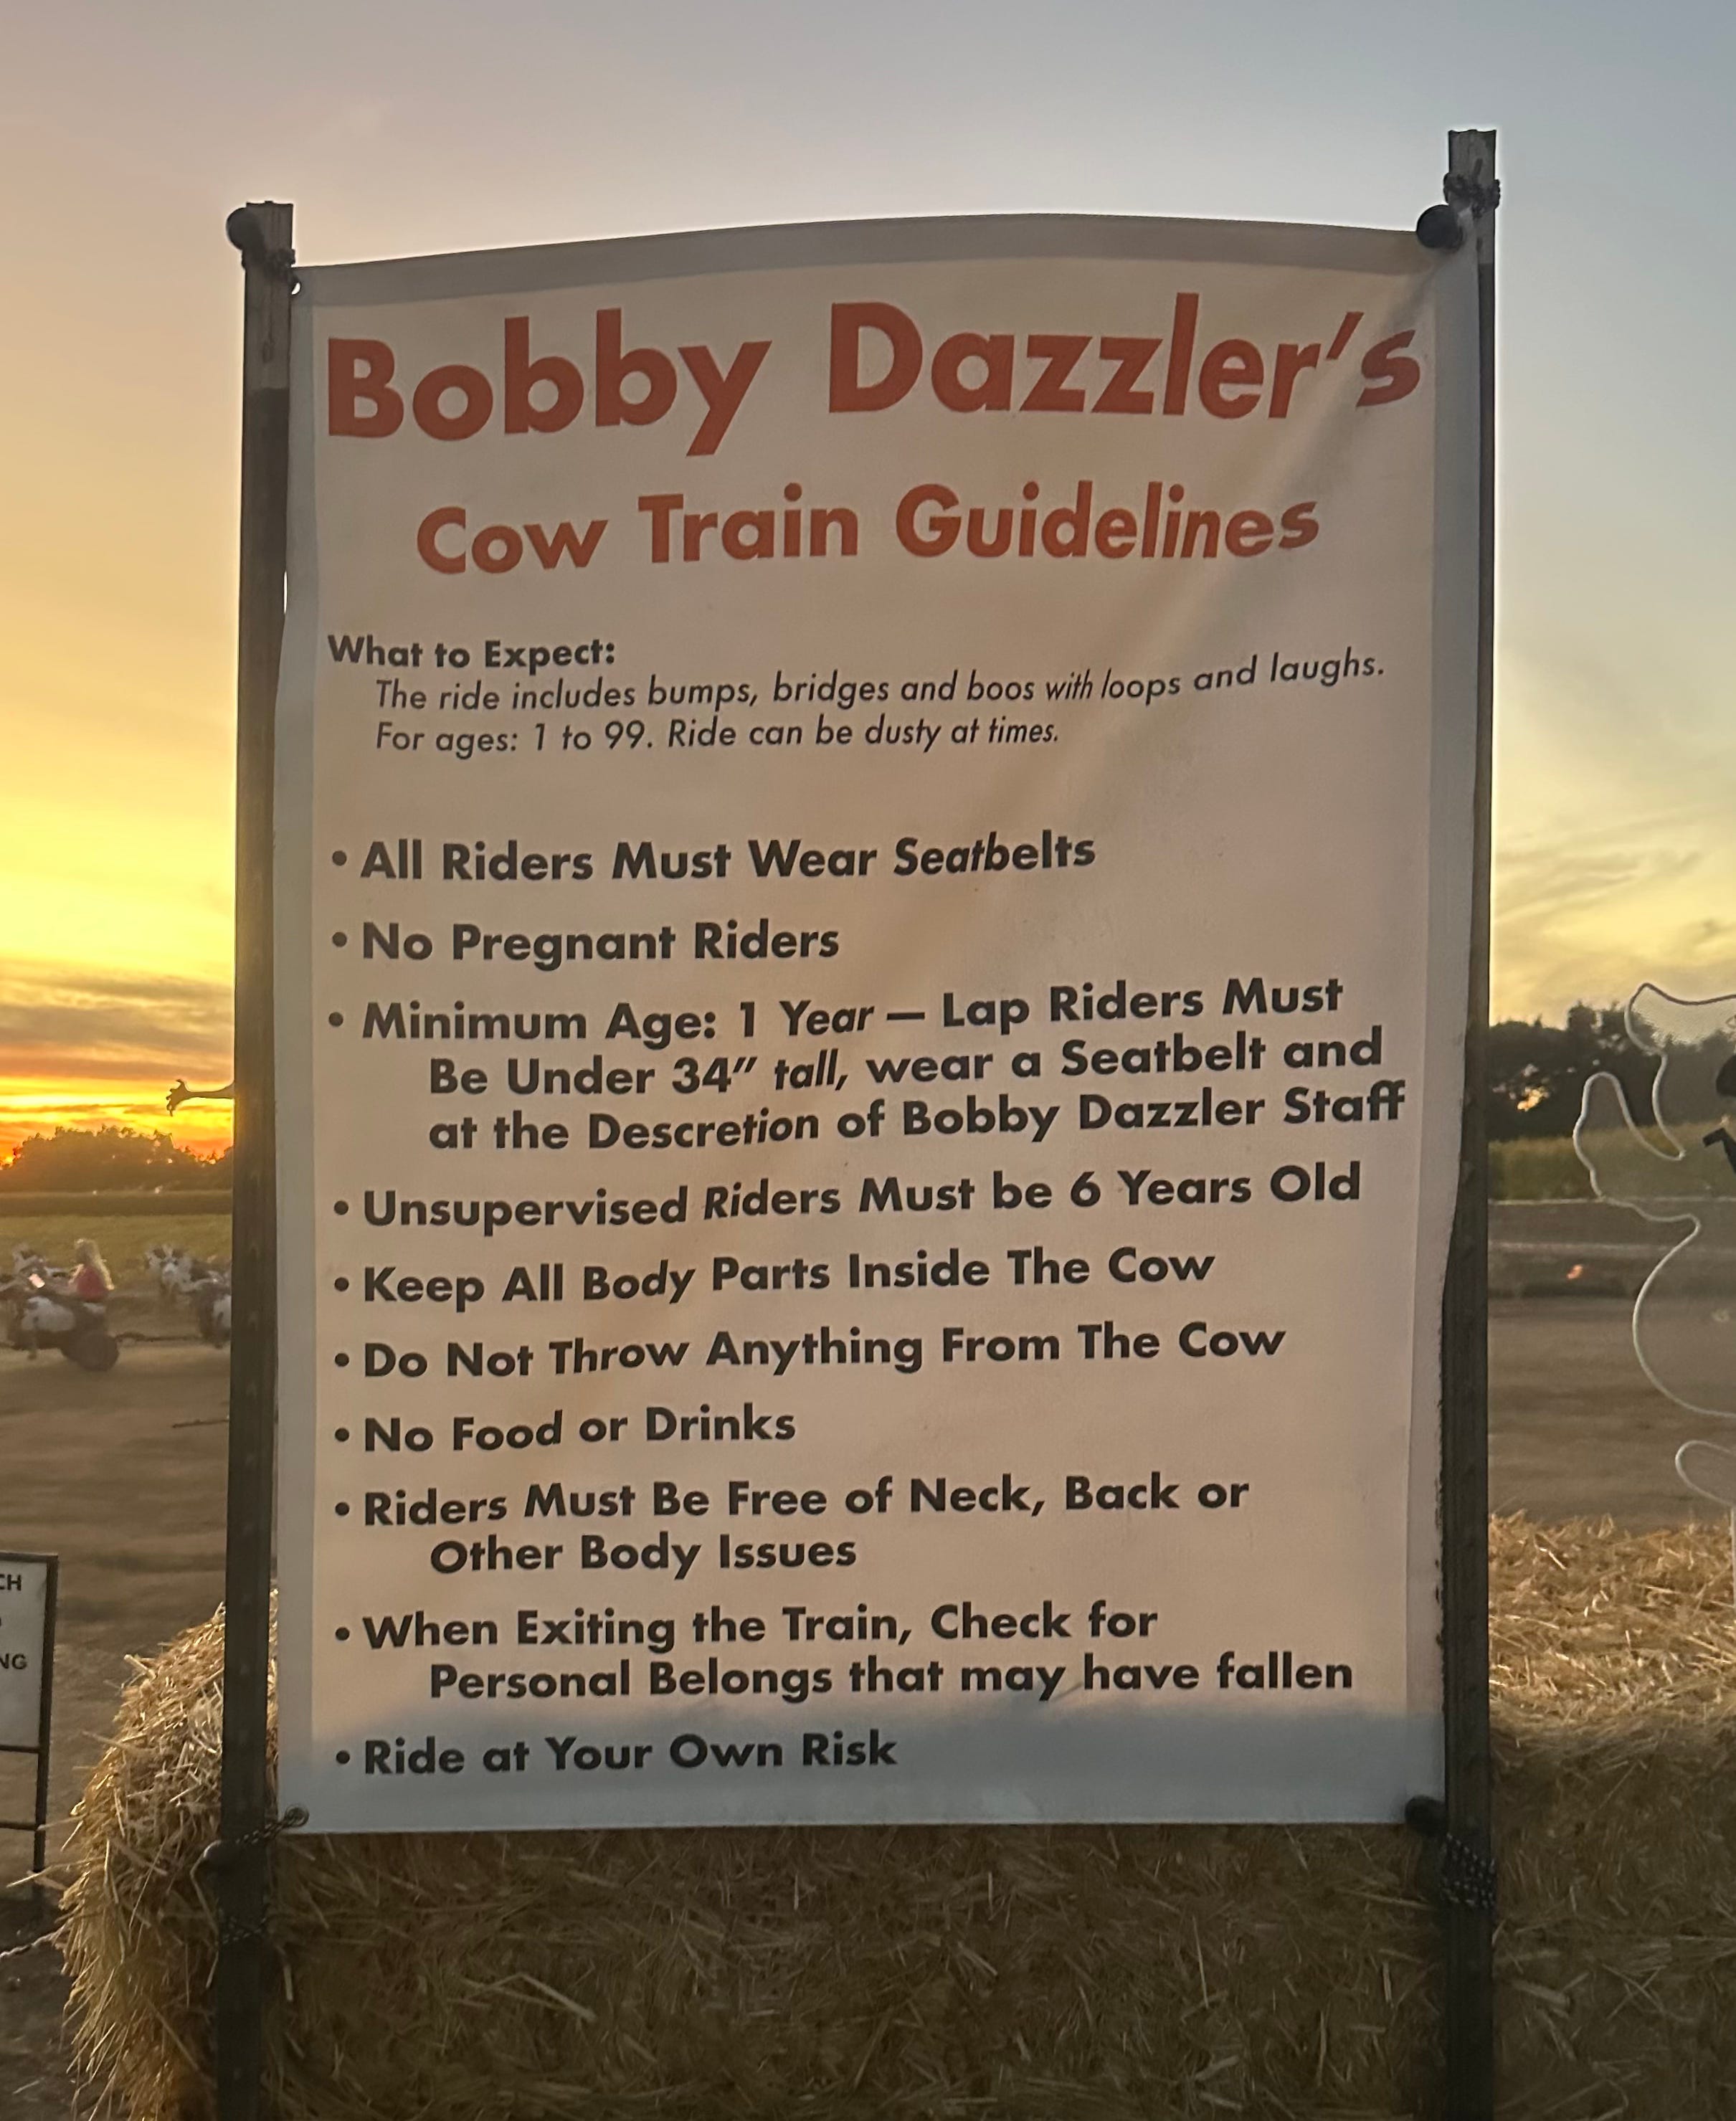 Bobby Dazzler's
Cow Train Guidelines
What to Expect:
The ride includes bumps, bridges and boos with loops and laughs.
For ages: 1 to 99. Ride can be dusty at times.
• All Riders Must Wear Seatbelts
• No Pregnant Riders
• Minimum Age: 1 Year — Lap Riders Must
Be Under 34″ tall, wear a Seatbelt and
at the Descretion of Bobby Dazzler Staff
• Unsupervised Riders Must be 6 Years Old
• Keep All Body Parts Inside The Cow
• Do Not Throw Anything From The Cow
• No Food or Drinks
• Riders Must Be Free of Neck, Back or
Other Body Issues
• When Exiting the Train, Check for
Personal Belongs that may have fallen
• Ride at Your Own Risk
CH
NG